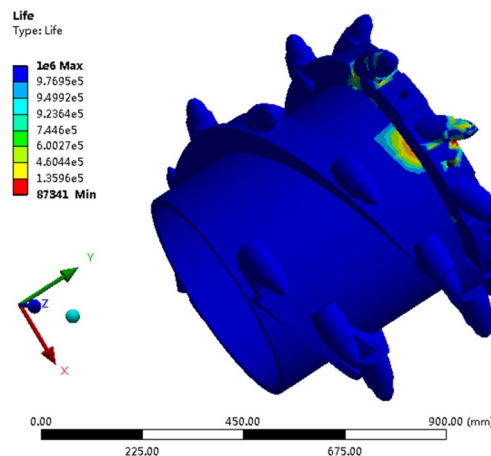 Life
Type: Life
1e6 Max
9.7695e5
9.4992e5
9.2364e5
7.446e5
6.0027e5
4.6044e5
1.3596e5
87341 Min
Y
Z
X
0.00 450.00 900.00 (mm)
225.00 675.00